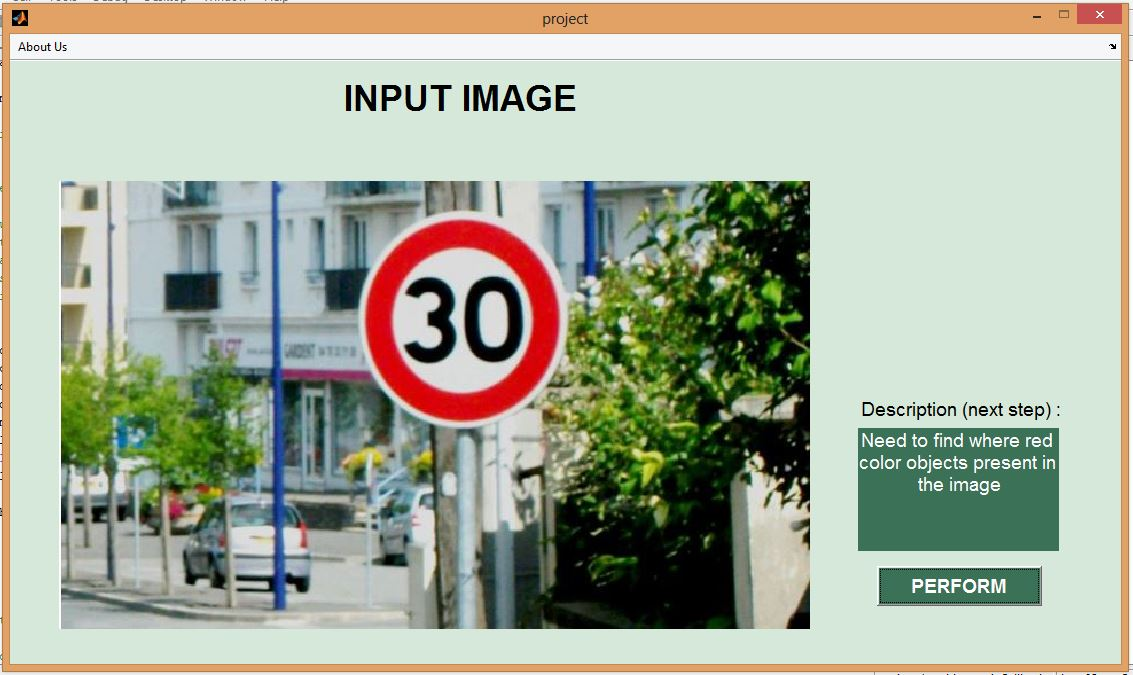 project
About Us
INPUT IMAGE
30
GARDENT
Description (next step) :
Need to find where red
color objects present in
the image
PERFORM